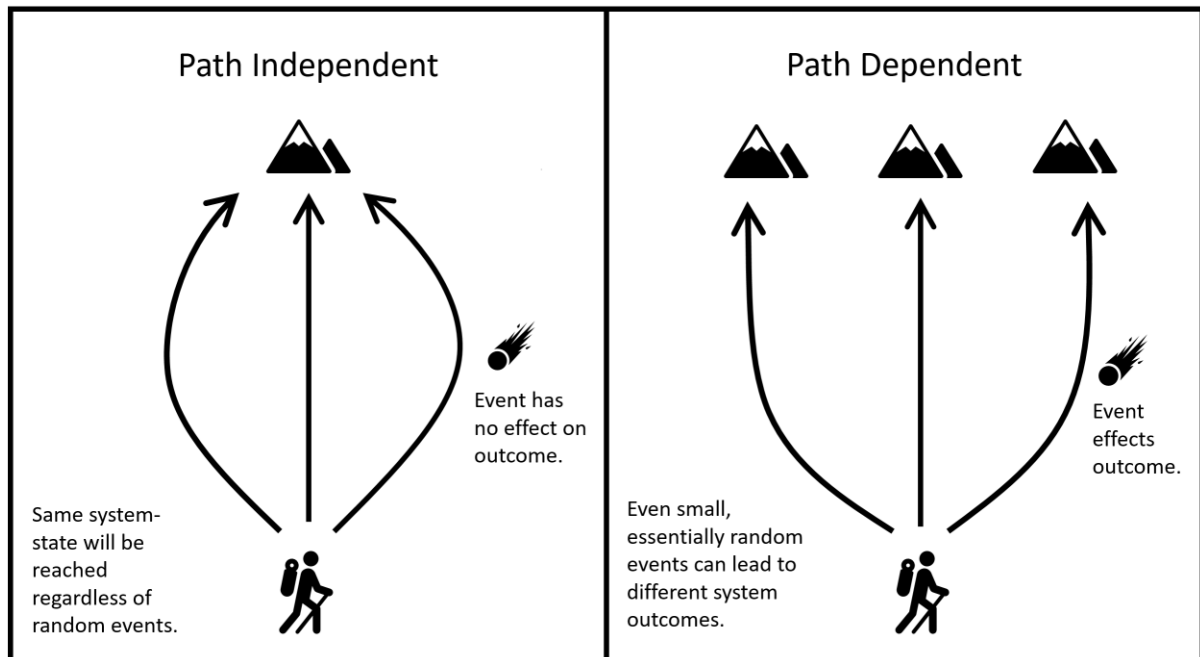 Path Independent
Event has
no effect on
outcome.
Same system-
state will be
reached
regardless of
random events.
Path Dependent
Event
effects
outcome.
Even small,
essentially random
events can lead to
different system
outcomes.